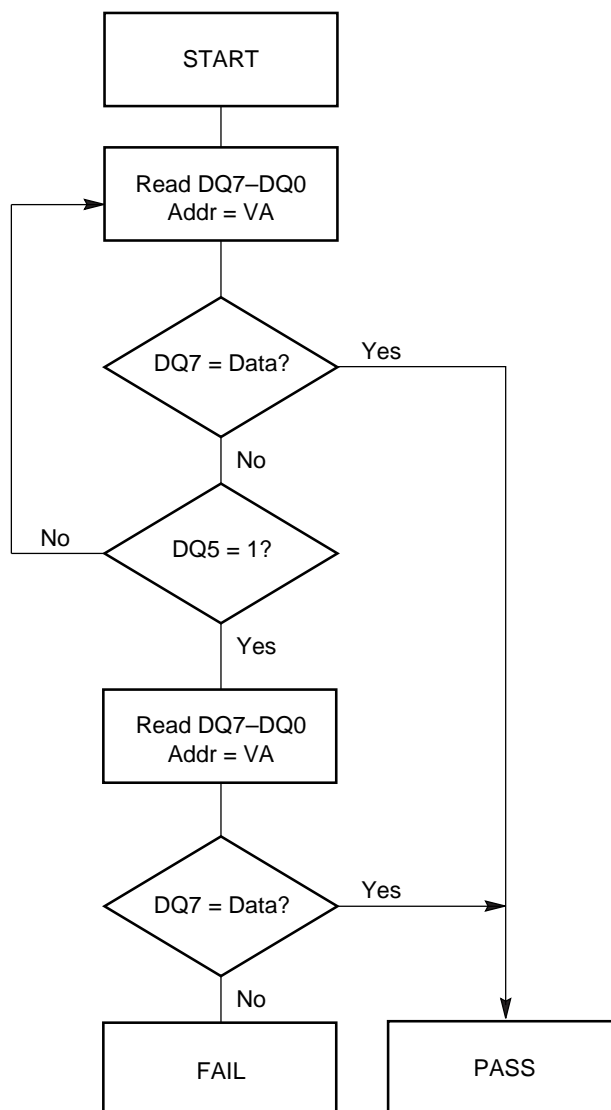 START
Read DQ7–DQ0
Addr = VA
DQ7 = Data?
Yes
No
No
DQ5 = 1?
Yes
Read DQ7–DQ0
Addr = VA
DQ7 = Data?
Yes
No
FAIL
PASS